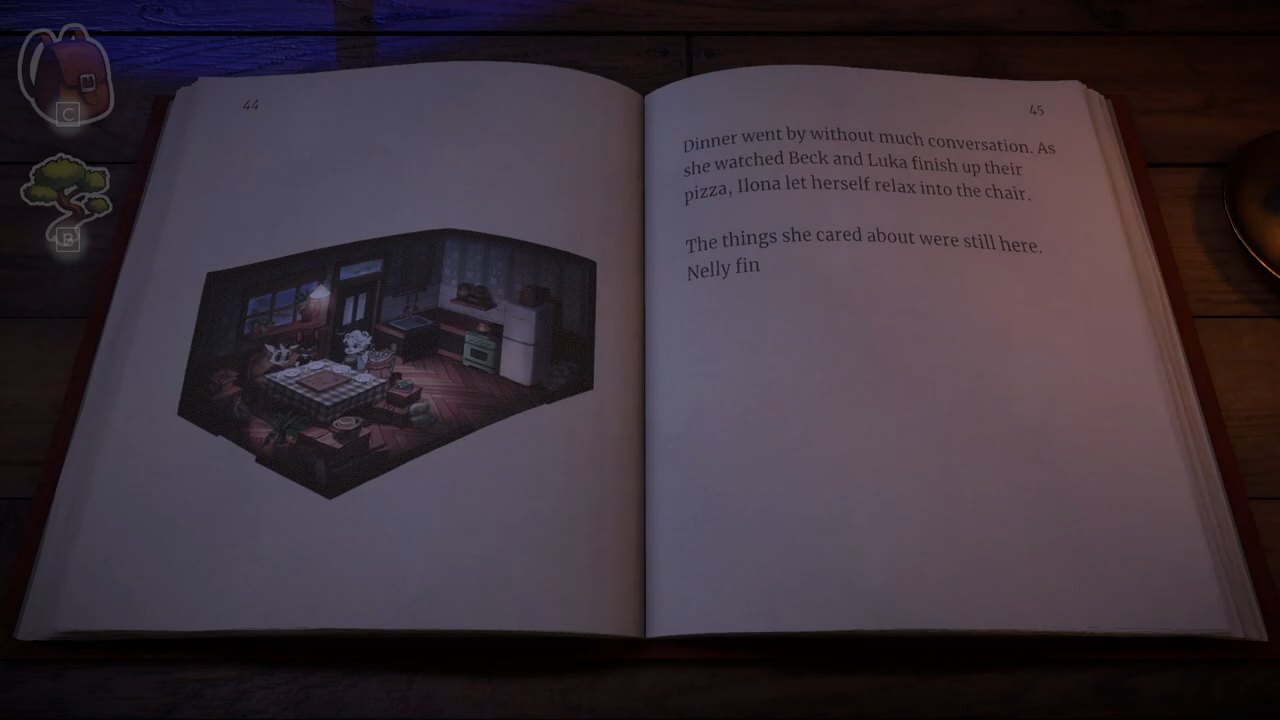 44
45
Dinner went by without much conversation. As
she watched Beck and Luka finish up their
pizza, Ilona let herself relax into the chair.
The things she cared about were still here.
Nelly fin
C
B